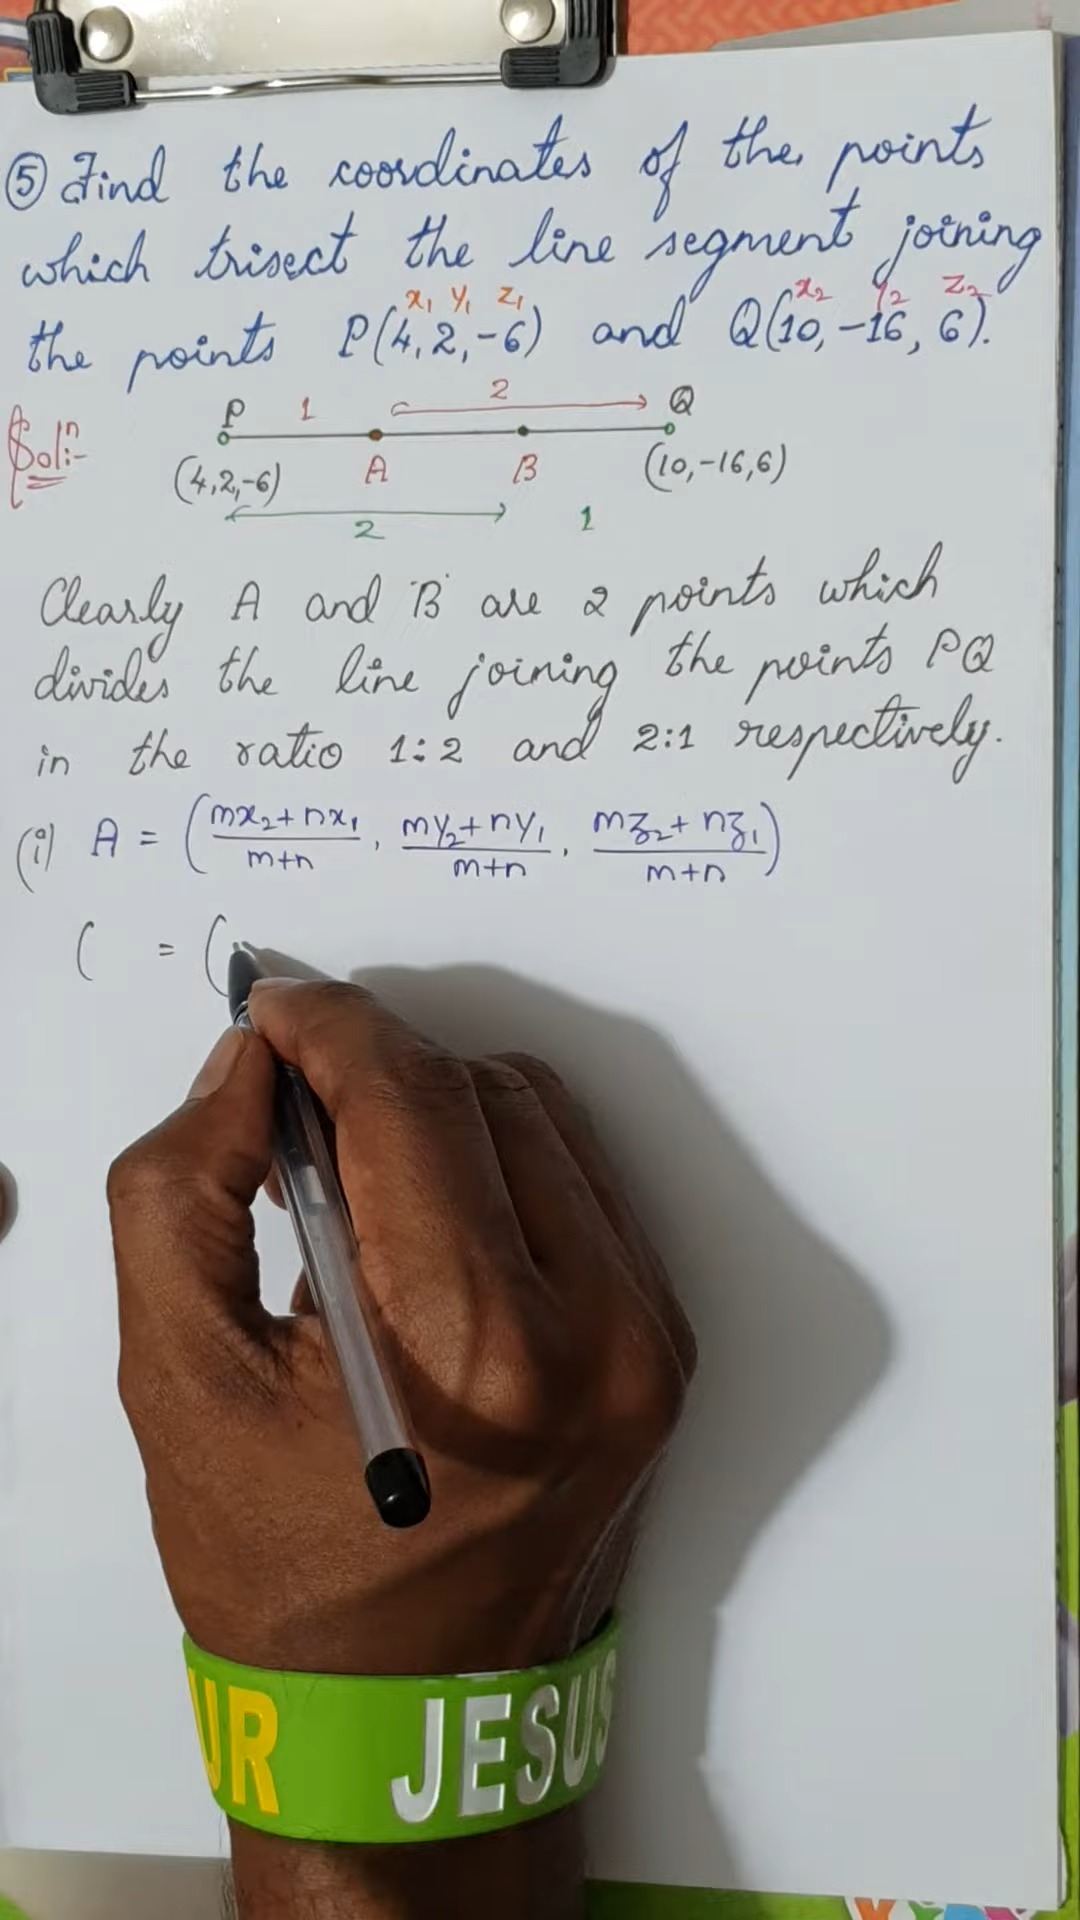 ⑤ Find the coordinates of the points
which trisect the line segment joining
x₁ y₁ z₁ x₂ y₂ z₂
the points P(4, 2, -6) and Q(10, -16, 6).
Solⁿ:-
P 1 2 Q
(4,2,-6) A B (10,-16,6)
2 1
Clearly A and B are 2 points which
divides the line joining the points PQ
in the ratio 1:2 and 2:1 respectively.
(i) A = ( mx₂+nx₁ / m+n , my₂+ny₁ / m+n , mz₂+nz₁ / m+n )
( = (
UR JESUS